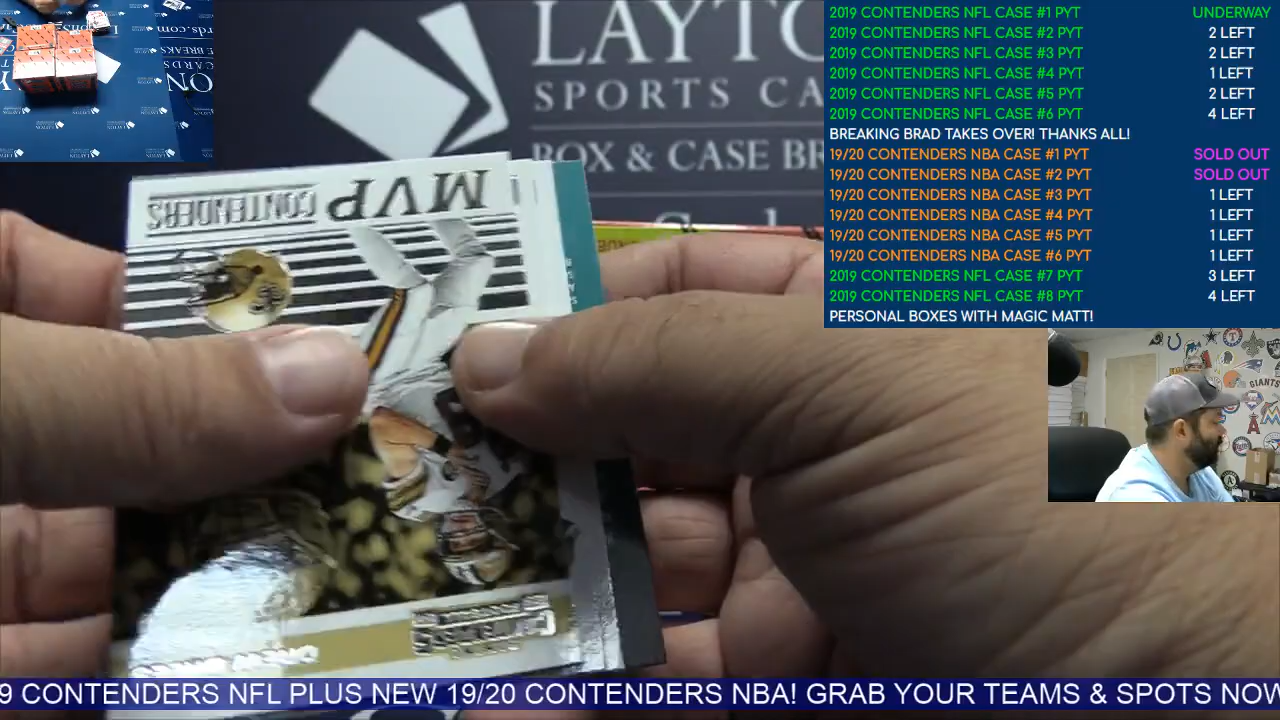 2019 CONTENDERS NFL CASE #1 PYT UNDERWAY
2019 CONTENDERS NFL CASE #2 PYT 2 LEFT
2019 CONTENDERS NFL CASE #3 PYT 2 LEFT
2019 CONTENDERS NFL CASE #4 PYT 1 LEFT
2019 CONTENDERS NFL CASE #5 PYT 2 LEFT
2019 CONTENDERS NFL CASE #6 PYT 4 LEFT
BREAKING BRAD TAKES OVER! THANKS ALL!
19/20 CONTENDERS NBA CASE #1 PYT SOLD OUT
19/20 CONTENDERS NBA CASE #2 PYT SOLD OUT
19/20 CONTENDERS NBA CASE #3 PYT 1 LEFT
19/20 CONTENDERS NBA CASE #4 PYT 1 LEFT
19/20 CONTENDERS NBA CASE #5 PYT 1 LEFT
19/20 CONTENDERS NBA CASE #6 PYT 1 LEFT
2019 CONTENDERS NFL CASE #7 PYT 3 LEFT
2019 CONTENDERS NFL CASE #8 PYT 4 LEFT
PERSONAL BOXES WITH MAGIC MATT!
LAYTO
SPORTS CA
BOX & CASE BR
MVP
CONTENDERS
GIANTS
9 CONTENDERS NFL PLUS NEW 19/20 CONTENDERS NBA! GRAB YOUR TEAMS & SPOTS NOW